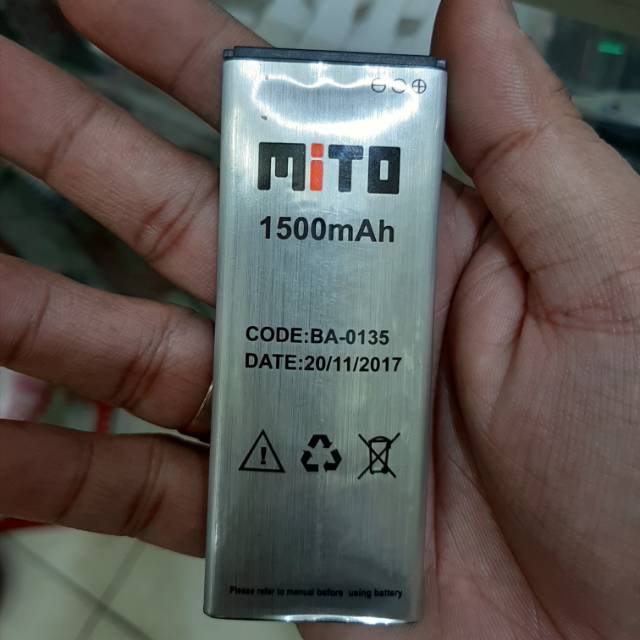 MiTO
1500mAh
CODE:BA-0135
DATE:20/11/2017
Please refer to manual before using battery